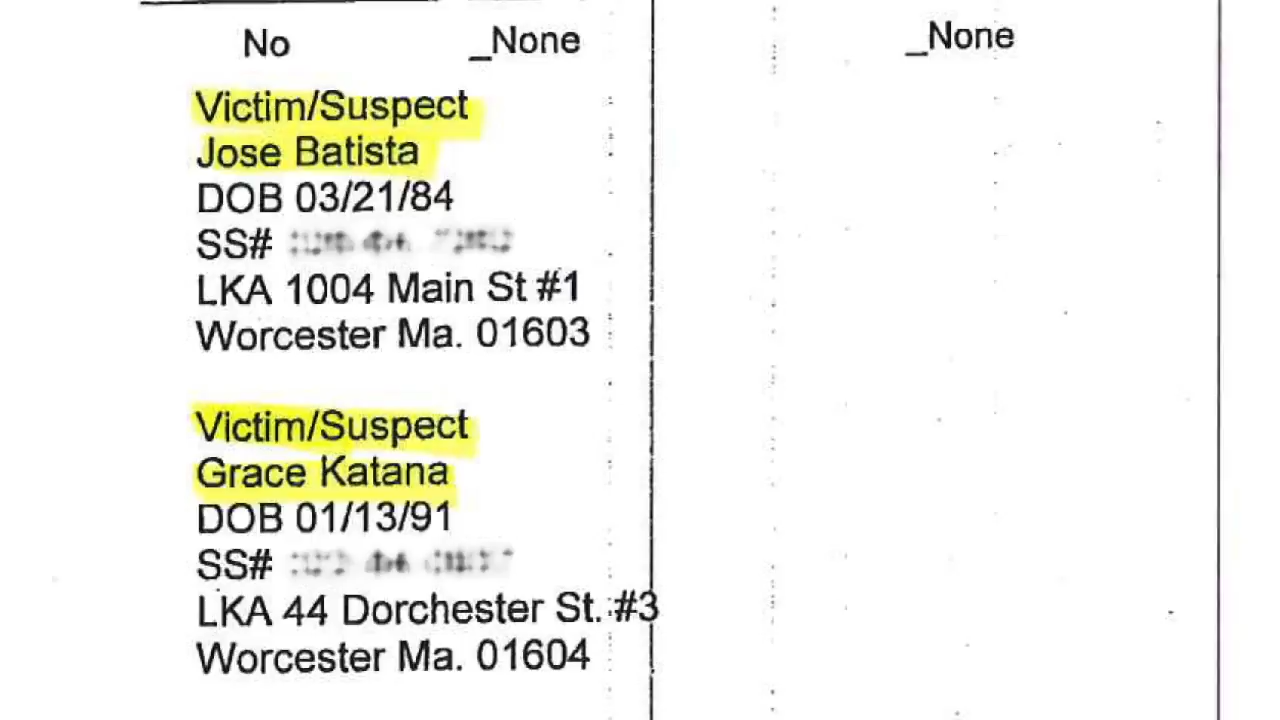 No _None _None
Victim/Suspect
Jose Batista
DOB 03/21/84
SS#
LKA 1004 Main St #1
Worcester Ma. 01603
Victim/Suspect
Grace Katana
DOB 01/13/91
SS#
LKA 44 Dorchester St. #3
Worcester Ma. 01604